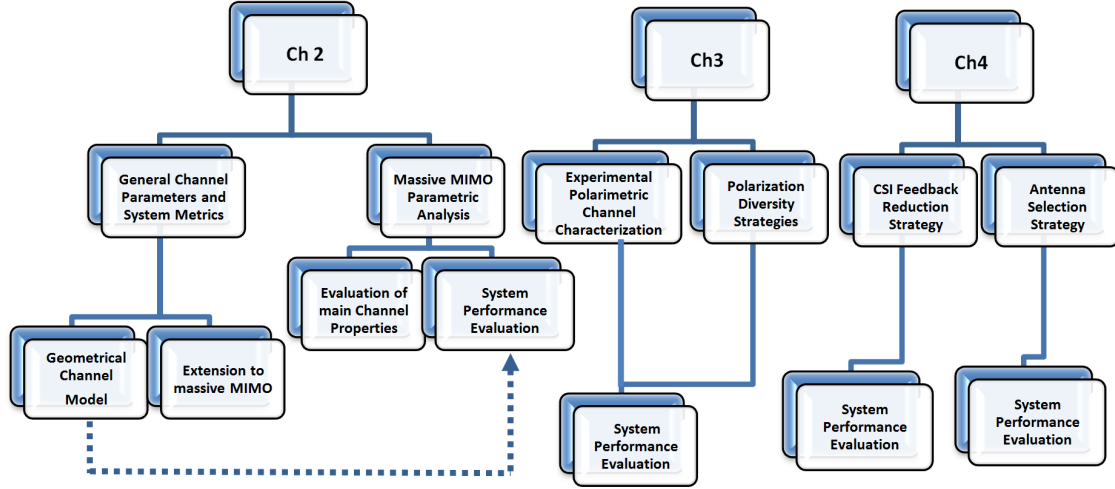 Ch 2
Ch3
Ch4
General Channel
Parameters and
System Metrics
Massive MIMO
Parametric
Analysis
Experimental
Polarimetric
Channel
Characterization
Polarization
Diversity
Strategies
CSI Feedback
Reduction
Strategy
Antenna
Selection
Strategy
Evaluation of
main Channel
Properties
System
Performance
Evaluation
Geometrical
Channel
Model
Extension to
massive MIMO
System
Performance
Evaluation
System
Performance
Evaluation
System
Performance
Evaluation